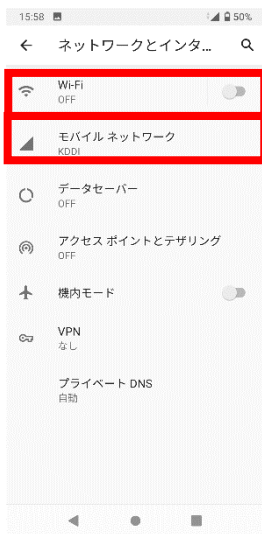 15:58 50%
ネットワークとインタ...
Wi-Fi
OFF
モバイル ネットワーク
KDDI
データセーバー
OFF
アクセス ポイントとテザリング
OFF
機内モード
VPN
なし
プライベート DNS
自動